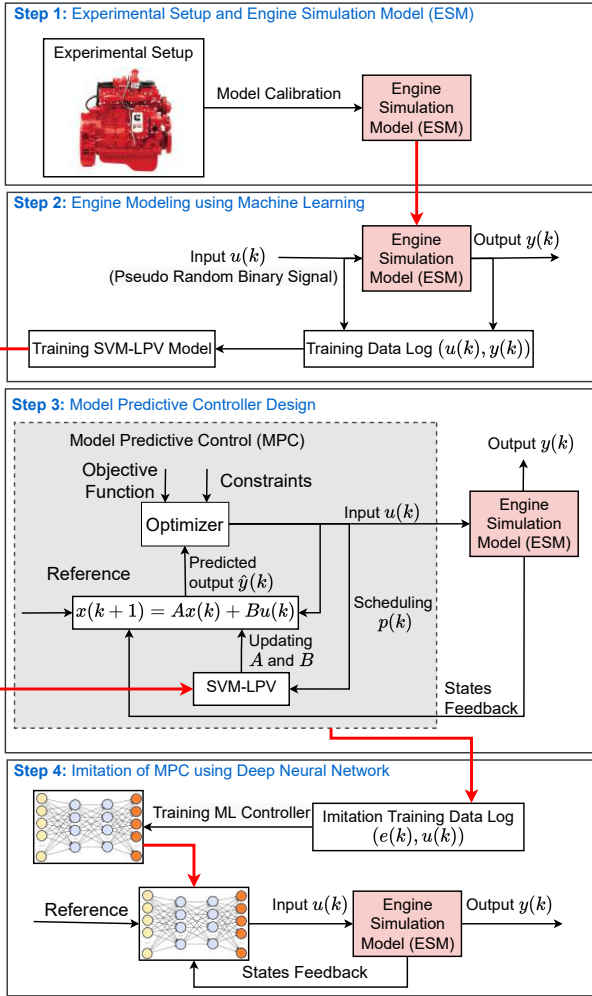 Step 1: Experimental Setup and Engine Simulation Model (ESM)
Experimental Setup
Model Calibration
Engine
Simulation
Model (ESM)
Step 2: Engine Modeling using Machine Learning
Input u(k)
(Pseudo Random Binary Signal)
Engine
Simulation
Model (ESM)
Output y(k)
Training SVM-LPV Model
Training Data Log (u(k), y(k))
Step 3: Model Predictive Controller Design
Model Predictive Control (MPC)
Output y(k)
Objective
Function
Constraints
Optimizer
Input u(k)
Engine
Simulation
Model (ESM)
Predicted
output ŷ(k)
Reference
x(k + 1) = Ax(k) + Bu(k)
Scheduling
p(k)
Updating
A and B
SVM-LPV
States
Feedback
Step 4: Imitation of MPC using Deep Neural Network
Training ML Controller
Imitation Training Data Log
(e(k), u(k))
Reference
Input u(k)
Engine
Simulation
Model (ESM)
Output y(k)
States Feedback